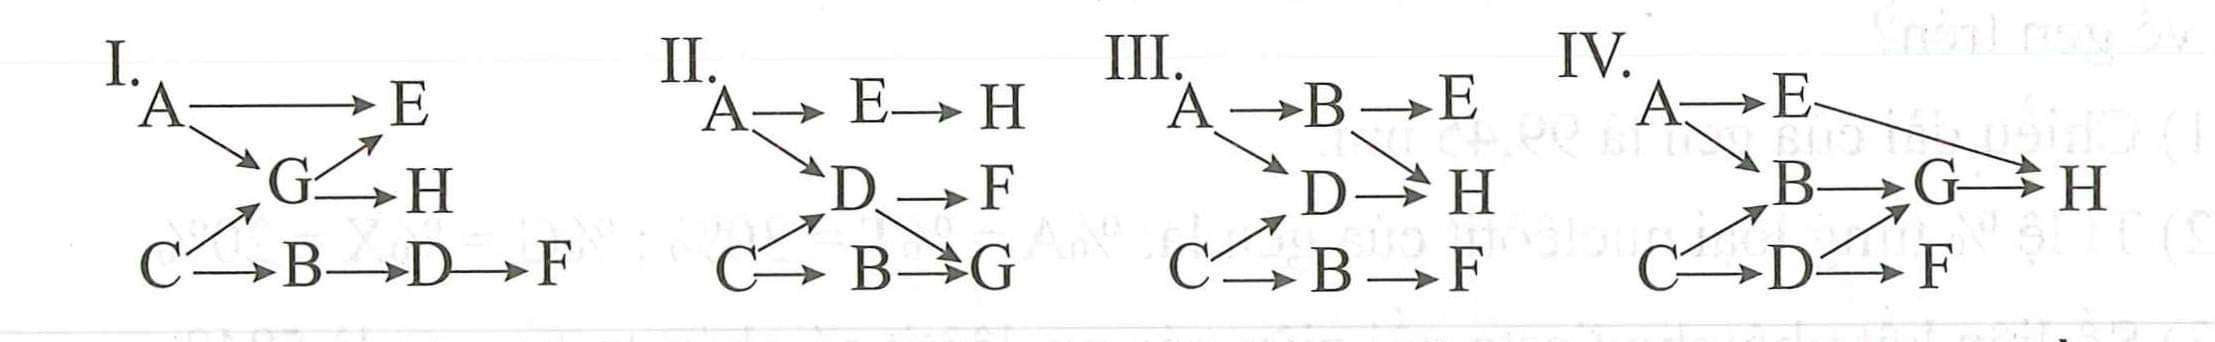 I. II. III. IV.
A → E A → E → H A → B → E A → E
G → H D → F D → H B → G → H
C → B → D → F C → B → G C → B → F C → D → F